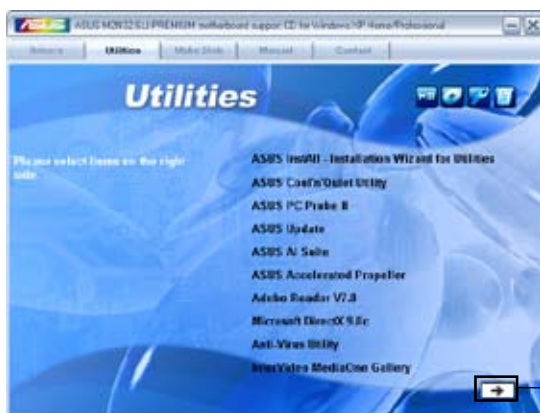 ASUS M2N32 SLI PREMIUM motherboard support CD for Windows XP Home/Professional
Drivers Utilities Make Disk Manual Contact
Utilities
Please select items on the right
side.
ASUS InstAll - Installation Wizard for Utilities
ASUS Cool'n'Quiet Utility
ASUS PC Probe II
ASUS Update
ASUS AI Suite
ASUS Accelerated Propeller
Adobe Reader V7.0
Microsoft DirectX 9.0c
Anti-Virus Utility
InterVideo MediaOne Gallery